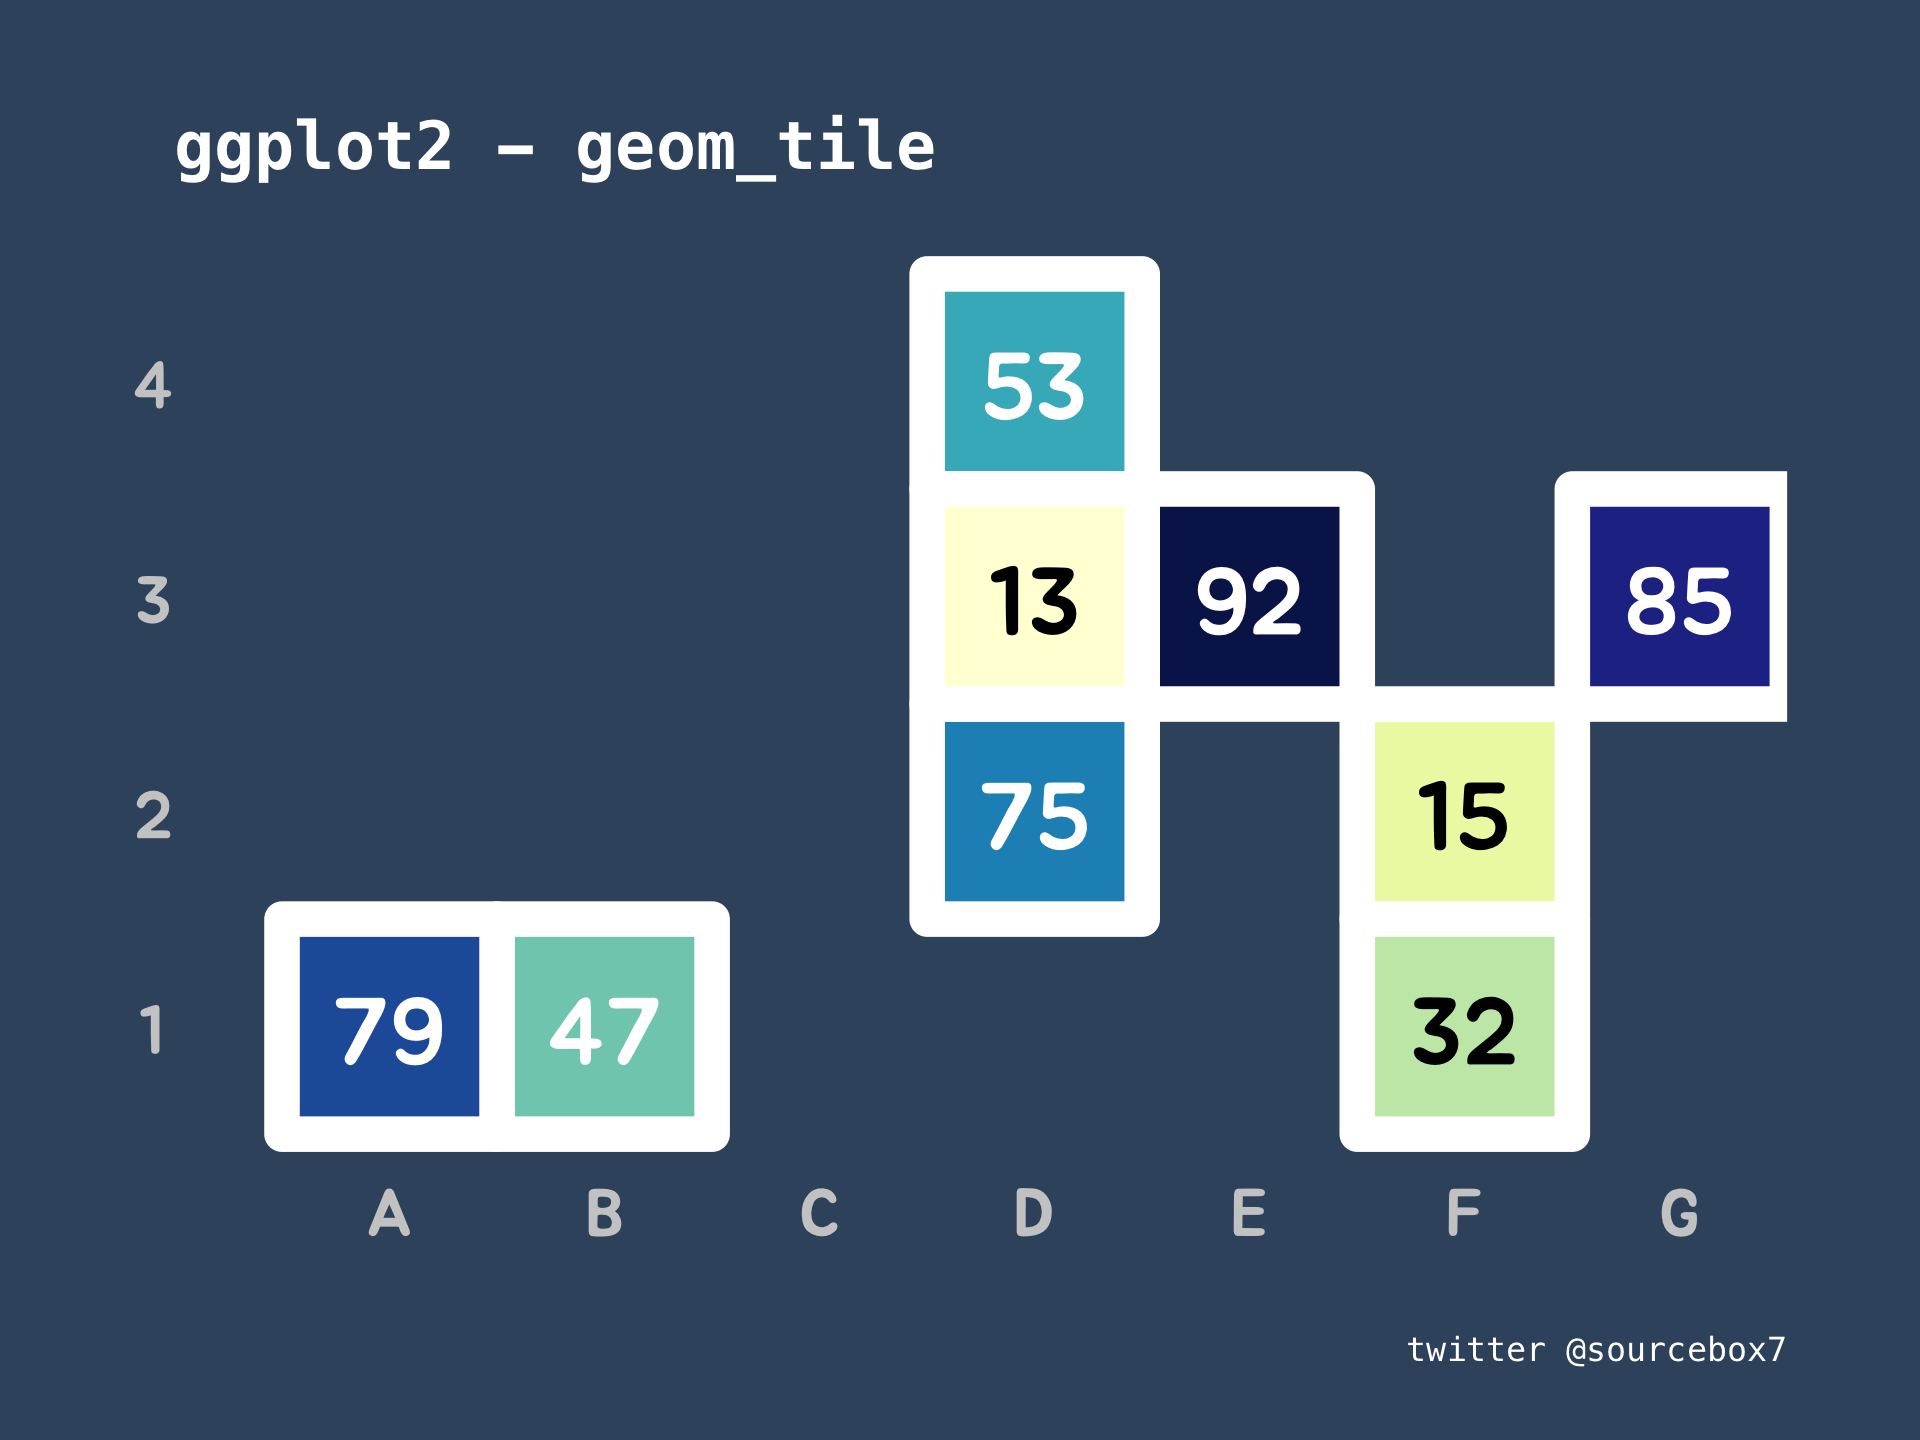 ggplot2 - geom_tile
4 53
3 13 92 85
2 75 15
1 79 47 32
A B C D E F G
twitter @sourcebox7